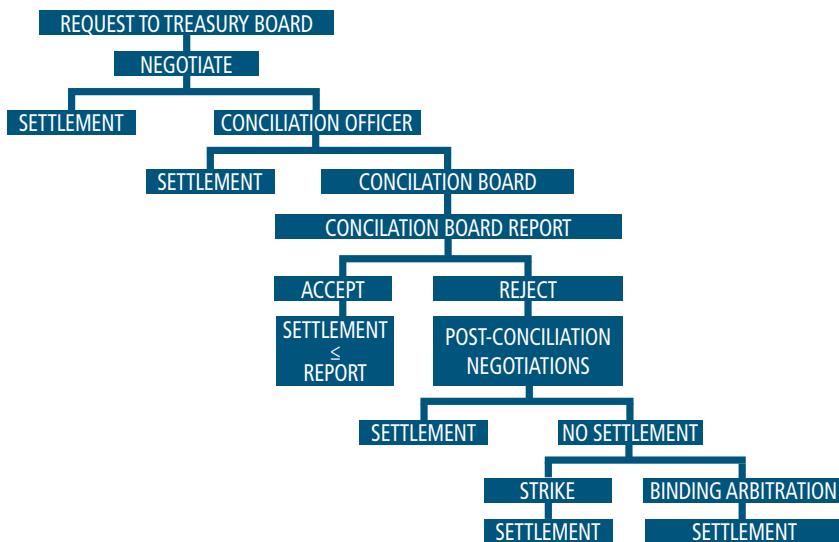 REQUEST TO TREASURY BOARD
NEGOTIATE
SETTLEMENT
CONCILIATION OFFICER
SETTLEMENT
CONCILATION BOARD
CONCILATION BOARD REPORT
ACCEPT
REJECT
SETTLEMENT
≤
REPORT
POST-CONCILIATION
NEGOTIATIONS
SETTLEMENT
NO SETTLEMENT
STRIKE
BINDING ARBITRATION
SETTLEMENT
SETTLEMENT